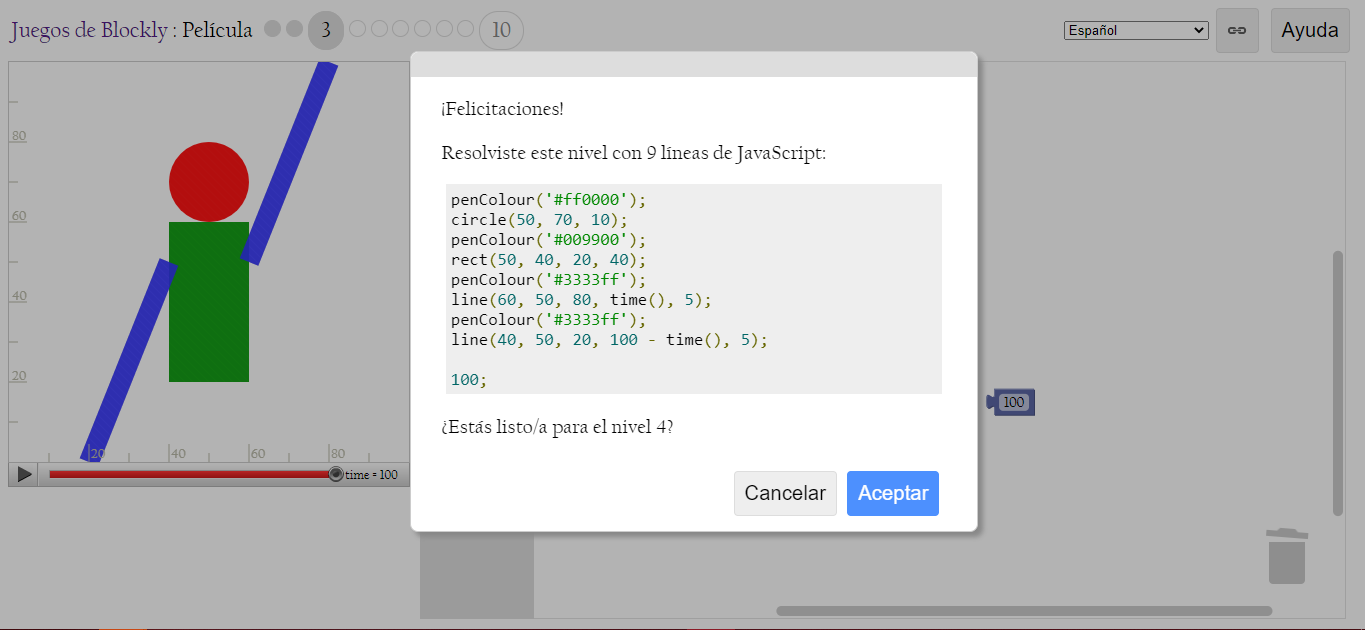 Juegos de Blockly : Película 3 10 Español Ayuda
¡Felicitaciones!
Resolviste este nivel con 9 líneas de JavaScript:
penColour('#ff0000');
circle(50, 70, 10);
penColour('#009900');
rect(50, 40, 20, 40);
penColour('#3333ff');
line(60, 50, 80, time(), 5);
penColour('#3333ff');
line(40, 50, 20, 100 - time(), 5);
100;
¿Estás listo/a para el nivel 4?
Cancelar Aceptar
80
60
40
20
20 40 60 80
time = 100
100